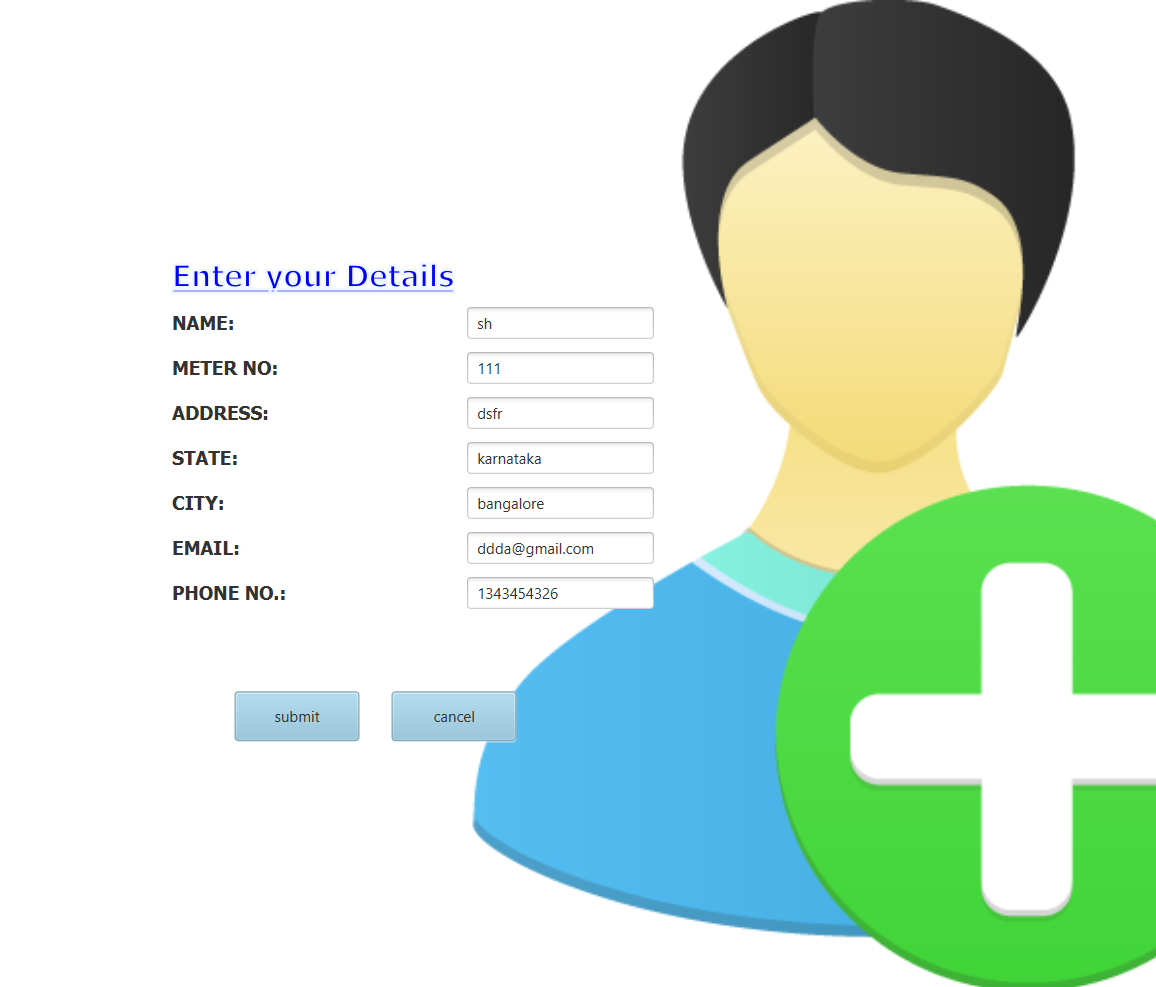 Enter your Details
NAME: sh
METER NO: 111
ADDRESS: dsfr
STATE: karnataka
CITY: bangalore
EMAIL: ddda@gmail.com
PHONE NO.: 1343454326
submit cancel